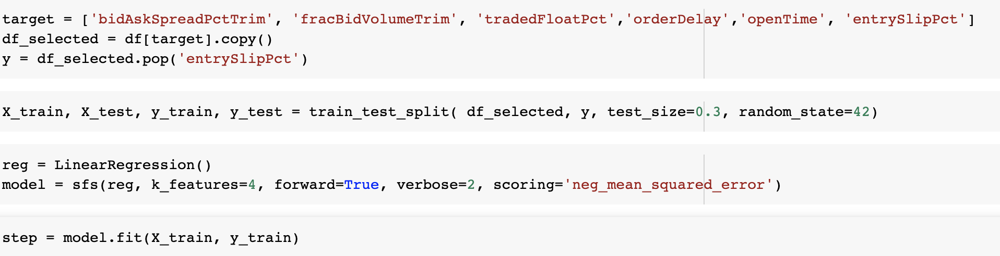 target = ['bidAskSpreadPctTrim', 'fracBidVolumeTrim', 'tradedFloatPct','orderDelay','openTime', 'entrySlipPct']
df_selected = df[target].copy()
y = df_selected.pop('entrySlipPct')
X_train, X_test, y_train, y_test = train_test_split( df_selected, y, test_size=0.3, random_state=42)
reg = LinearRegression()
model = sfs(reg, k_features=4, forward=True, verbose=2, scoring='neg_mean_squared_error')
step = model.fit(X_train, y_train)